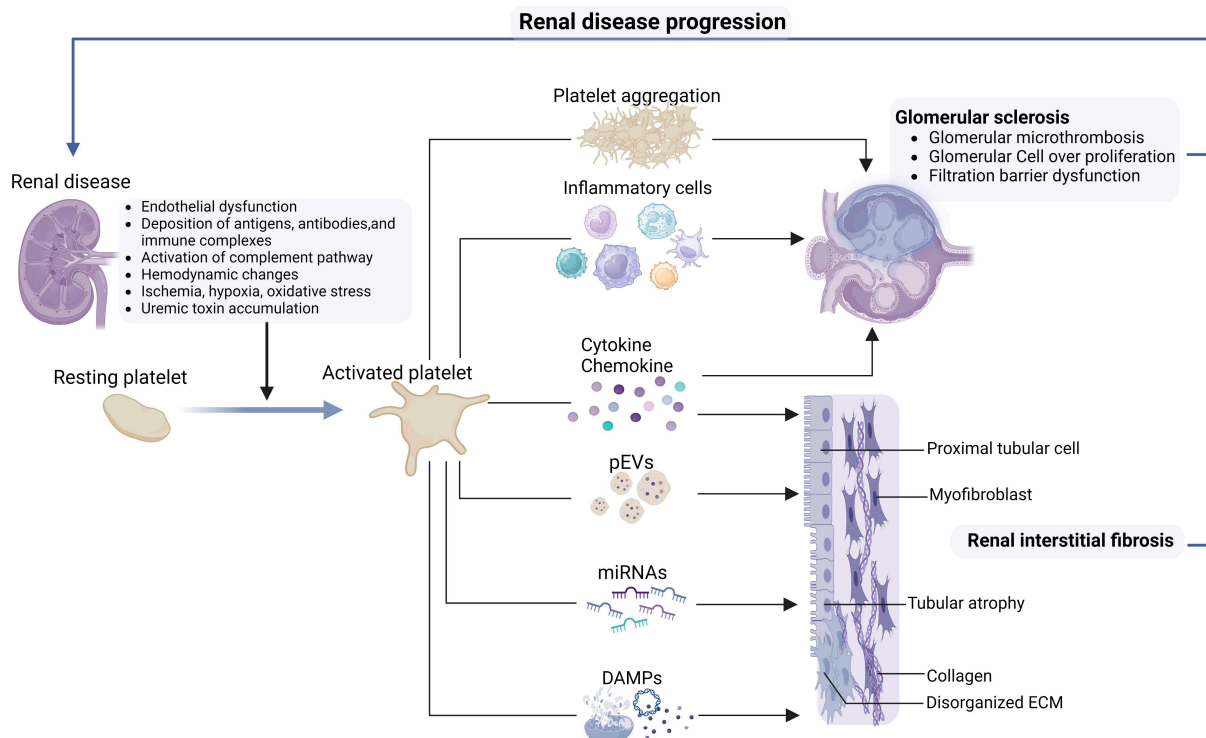 Renal disease progression
Platelet aggregation
Glomerular sclerosis
• Glomerular microthrombosis
• Glomerular Cell over proliferation
• Filtration barrier dysfunction
Renal disease
• Endothelial dysfunction
• Deposition of antigens, antibodies,and
immune complexes
• Activation of complement pathway
• Hemodynamic changes
• Ischemia, hypoxia, oxidative stress
• Uremic toxin accumulation
Inflammatory cells
Resting platelet
Activated platelet
Cytokine
Chemokine
pEVs
miRNAs
DAMPs
Proximal tubular cell
Myofibroblast
Renal interstitial fibrosis
Tubular atrophy
Collagen
Disorganized ECM